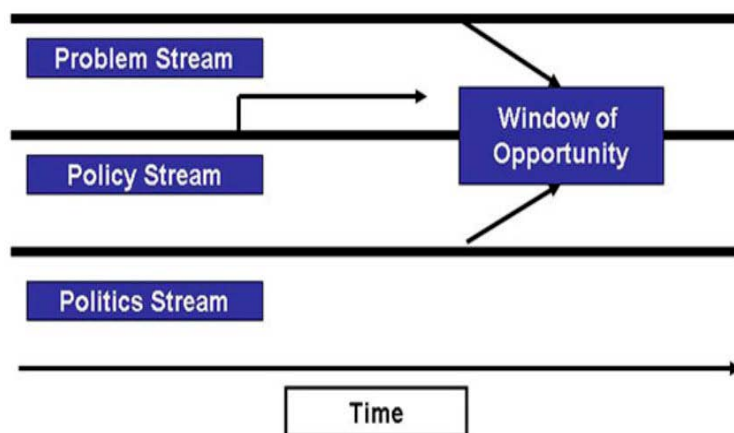 Problem Stream
Window of
Opportunity
Policy Stream
Politics Stream
Time